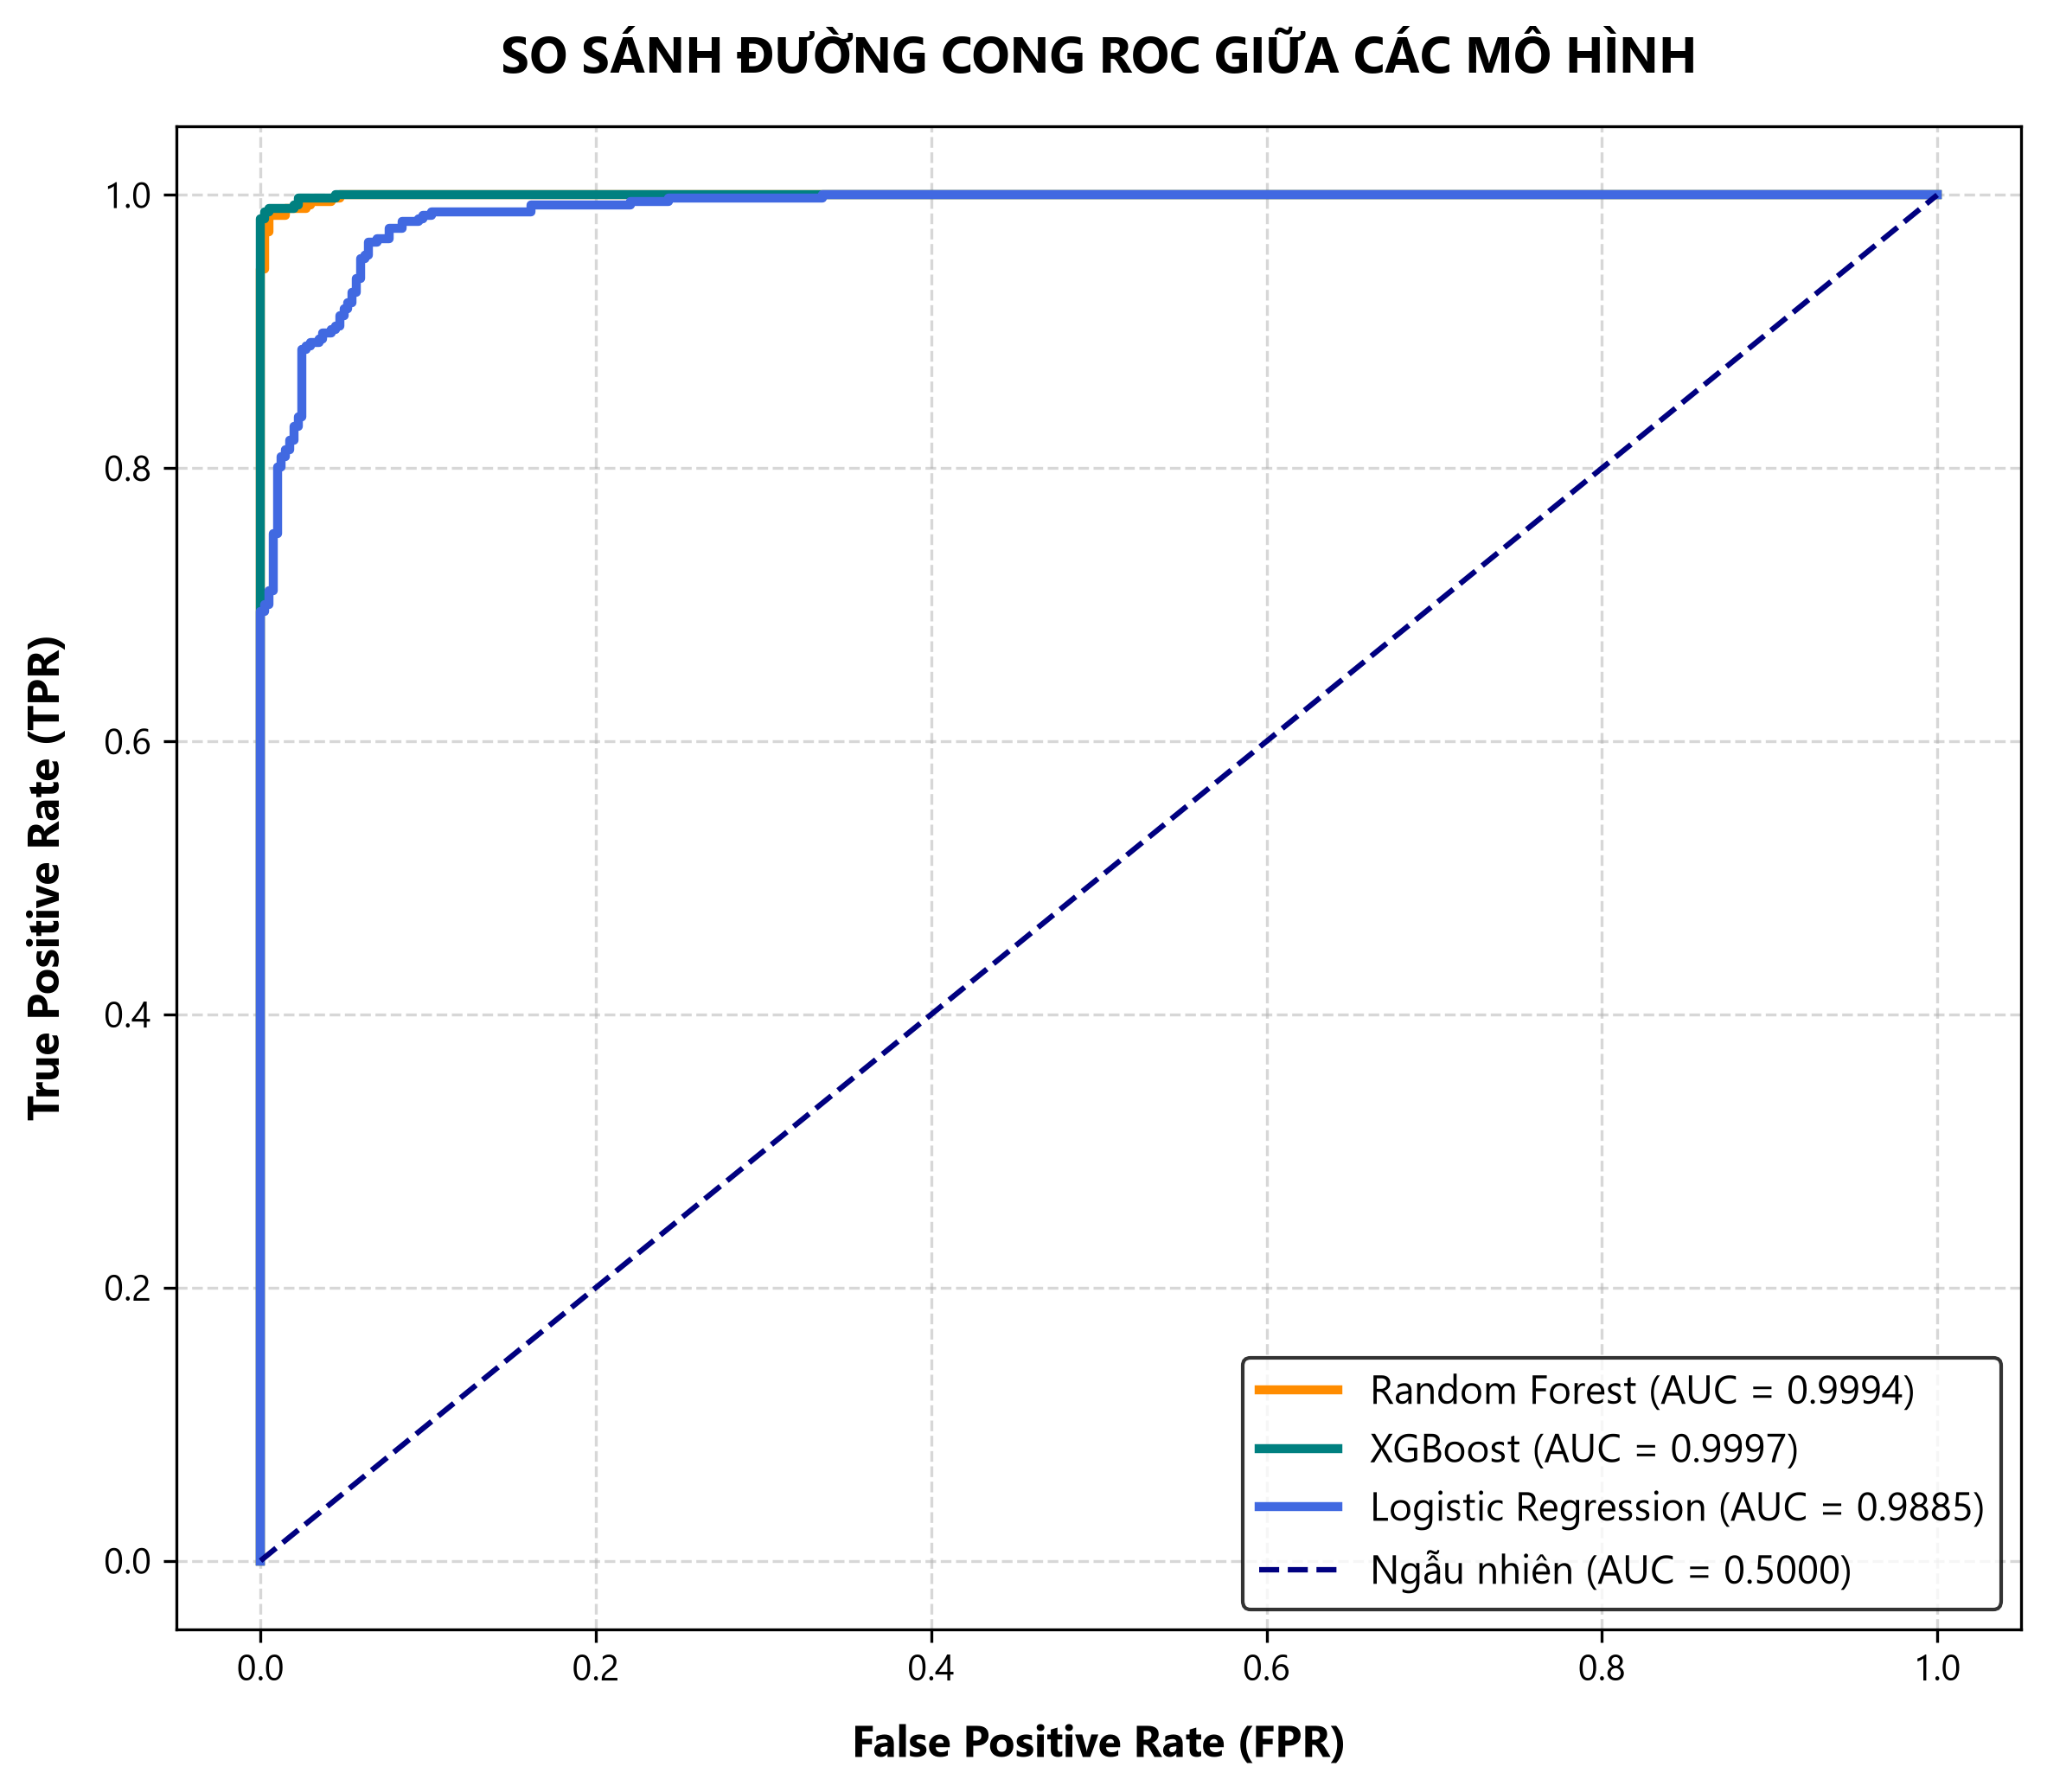 SO SÁNH ĐƯỜNG CONG ROC GIỮA CÁC MÔ HÌNH
True Positive Rate (TPR)
1.0
0.8
0.6
0.4
0.2
0.0
Random Forest (AUC = 0.9994)
XGBoost (AUC = 0.9997)
Logistic Regression (AUC = 0.9885)
Ngẫu nhiên (AUC = 0.5000)
0.0 0.2 0.4 0.6 0.8 1.0
False Positive Rate (FPR)